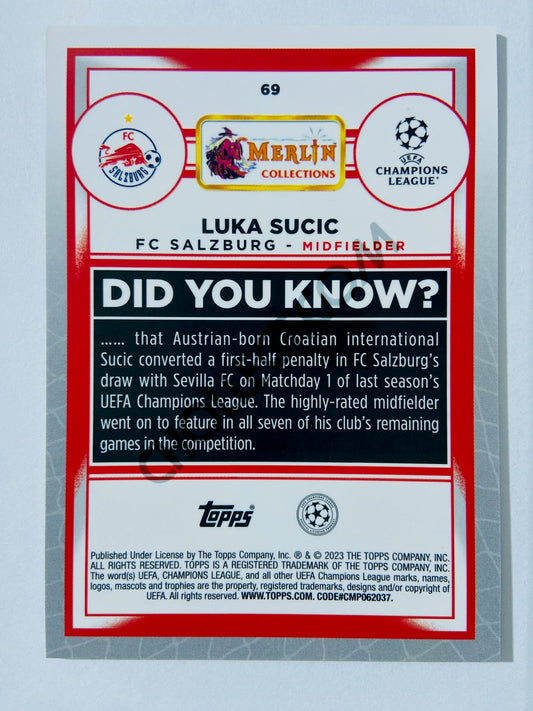 69
FC
SALZBURG
MERLIN
COLLECTIONS
UEFA
CHAMPIONS
LEAGUE®
LUKA SUCIC
FC SALZBURG - MIDFIELDER
DID YOU KNOW?
...... that Austrian-born Croatian international
Sucic converted a first-half penalty in FC Salzburg's
draw with Sevilla FC on Matchday 1 of last season's
UEFA Champions League. The highly-rated midfielder
went on to feature in all seven of his club's remaining
games in the competition.
topps®
Published Under License by The Topps Company, Inc. ® & © 2023 THE TOPPS COMPANY, INC.
ALL RIGHTS RESERVED. TOPPS IS A REGISTERED TRADEMARK OF THE TOPPS COMPANY, INC.
The word(s) UEFA, CHAMPIONS LEAGUE, and all other UEFA Champions League marks, names,
logos, mascots and trophies are the property, registered trademarks, designs and/or copyright of
UEFA. All rights reserved. WWW.TOPPS.COM. CODE#CMP062037.